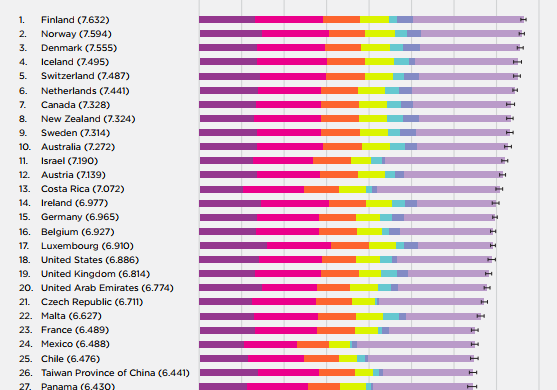 1. Finland (7.632)
2. Norway (7.594)
3. Denmark (7.555)
4. Iceland (7.495)
5. Switzerland (7.487)
6. Netherlands (7.441)
7. Canada (7.328)
8. New Zealand (7.324)
9. Sweden (7.314)
10. Australia (7.272)
11. Israel (7.190)
12. Austria (7.139)
13. Costa Rica (7.072)
14. Ireland (6.977)
15. Germany (6.965)
16. Belgium (6.927)
17. Luxembourg (6.910)
18. United States (6.886)
19. United Kingdom (6.814)
20. United Arab Emirates (6.774)
21. Czech Republic (6.711)
22. Malta (6.627)
23. France (6.489)
24. Mexico (6.488)
25. Chile (6.476)
26. Taiwan Province of China (6.441)
27. Panama (6.430)